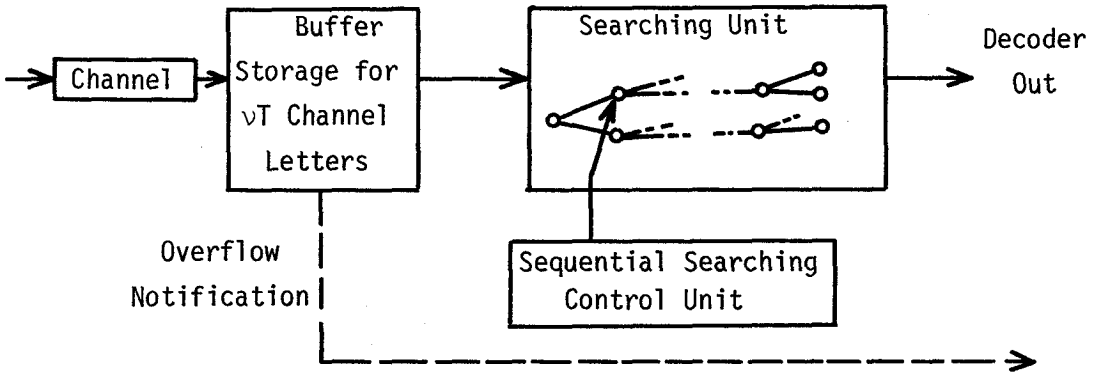 Channel
Buffer
Storage for
νT Channel
Letters
Searching Unit
Decoder
Out
Overflow
Notification
Sequential Searching
Control Unit